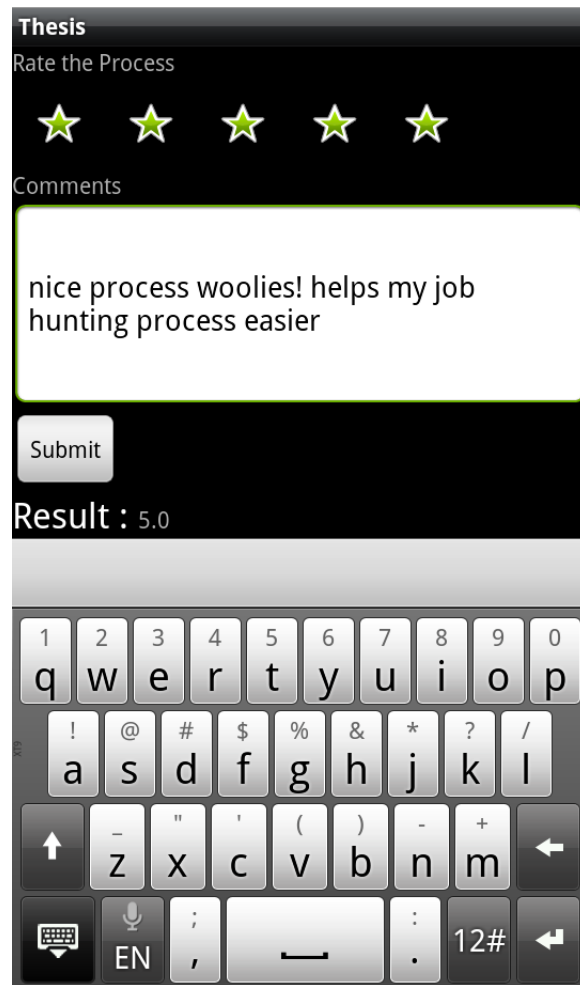 Thesis
Rate the Process
Comments
nice process woolies! helps my job
hunting process easier
Submit
Result : 5.0
1 2 3 4 5 6 7 8 9 0
q w e r t y u i o p
! @ # $ % & * ? /
XT9
a s d f g h j k l
_ " ' ( ) - +
z x c v b n m
; :
EN , . 12#